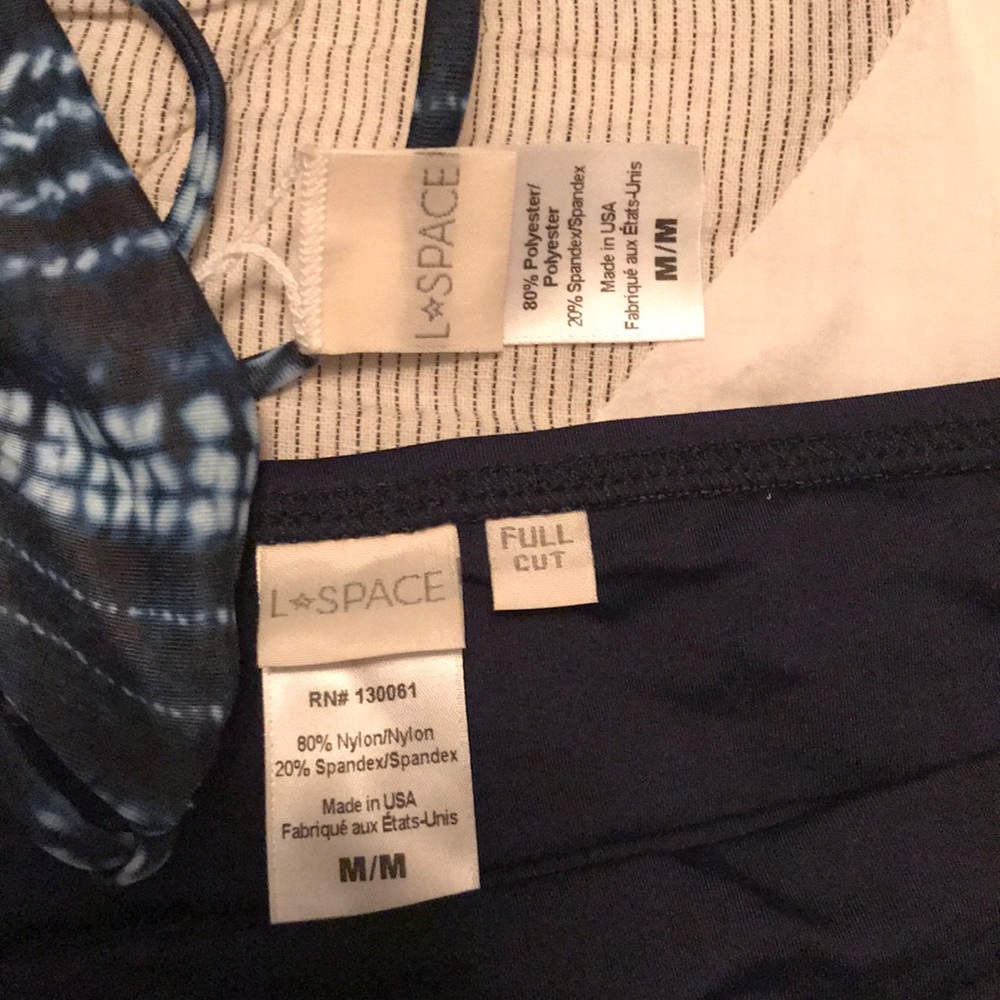 L☆SPACE
80% Polyester/
Polyester
20% Spandex/Spandex
Made in USA
Fabriqué aux États-Unis
M/M
L☆SPACE
FULL
CUT
RN# 130061
80% Nylon/Nylon
20% Spandex/Spandex
Made in USA
Fabriqué aux États-Unis
M/M